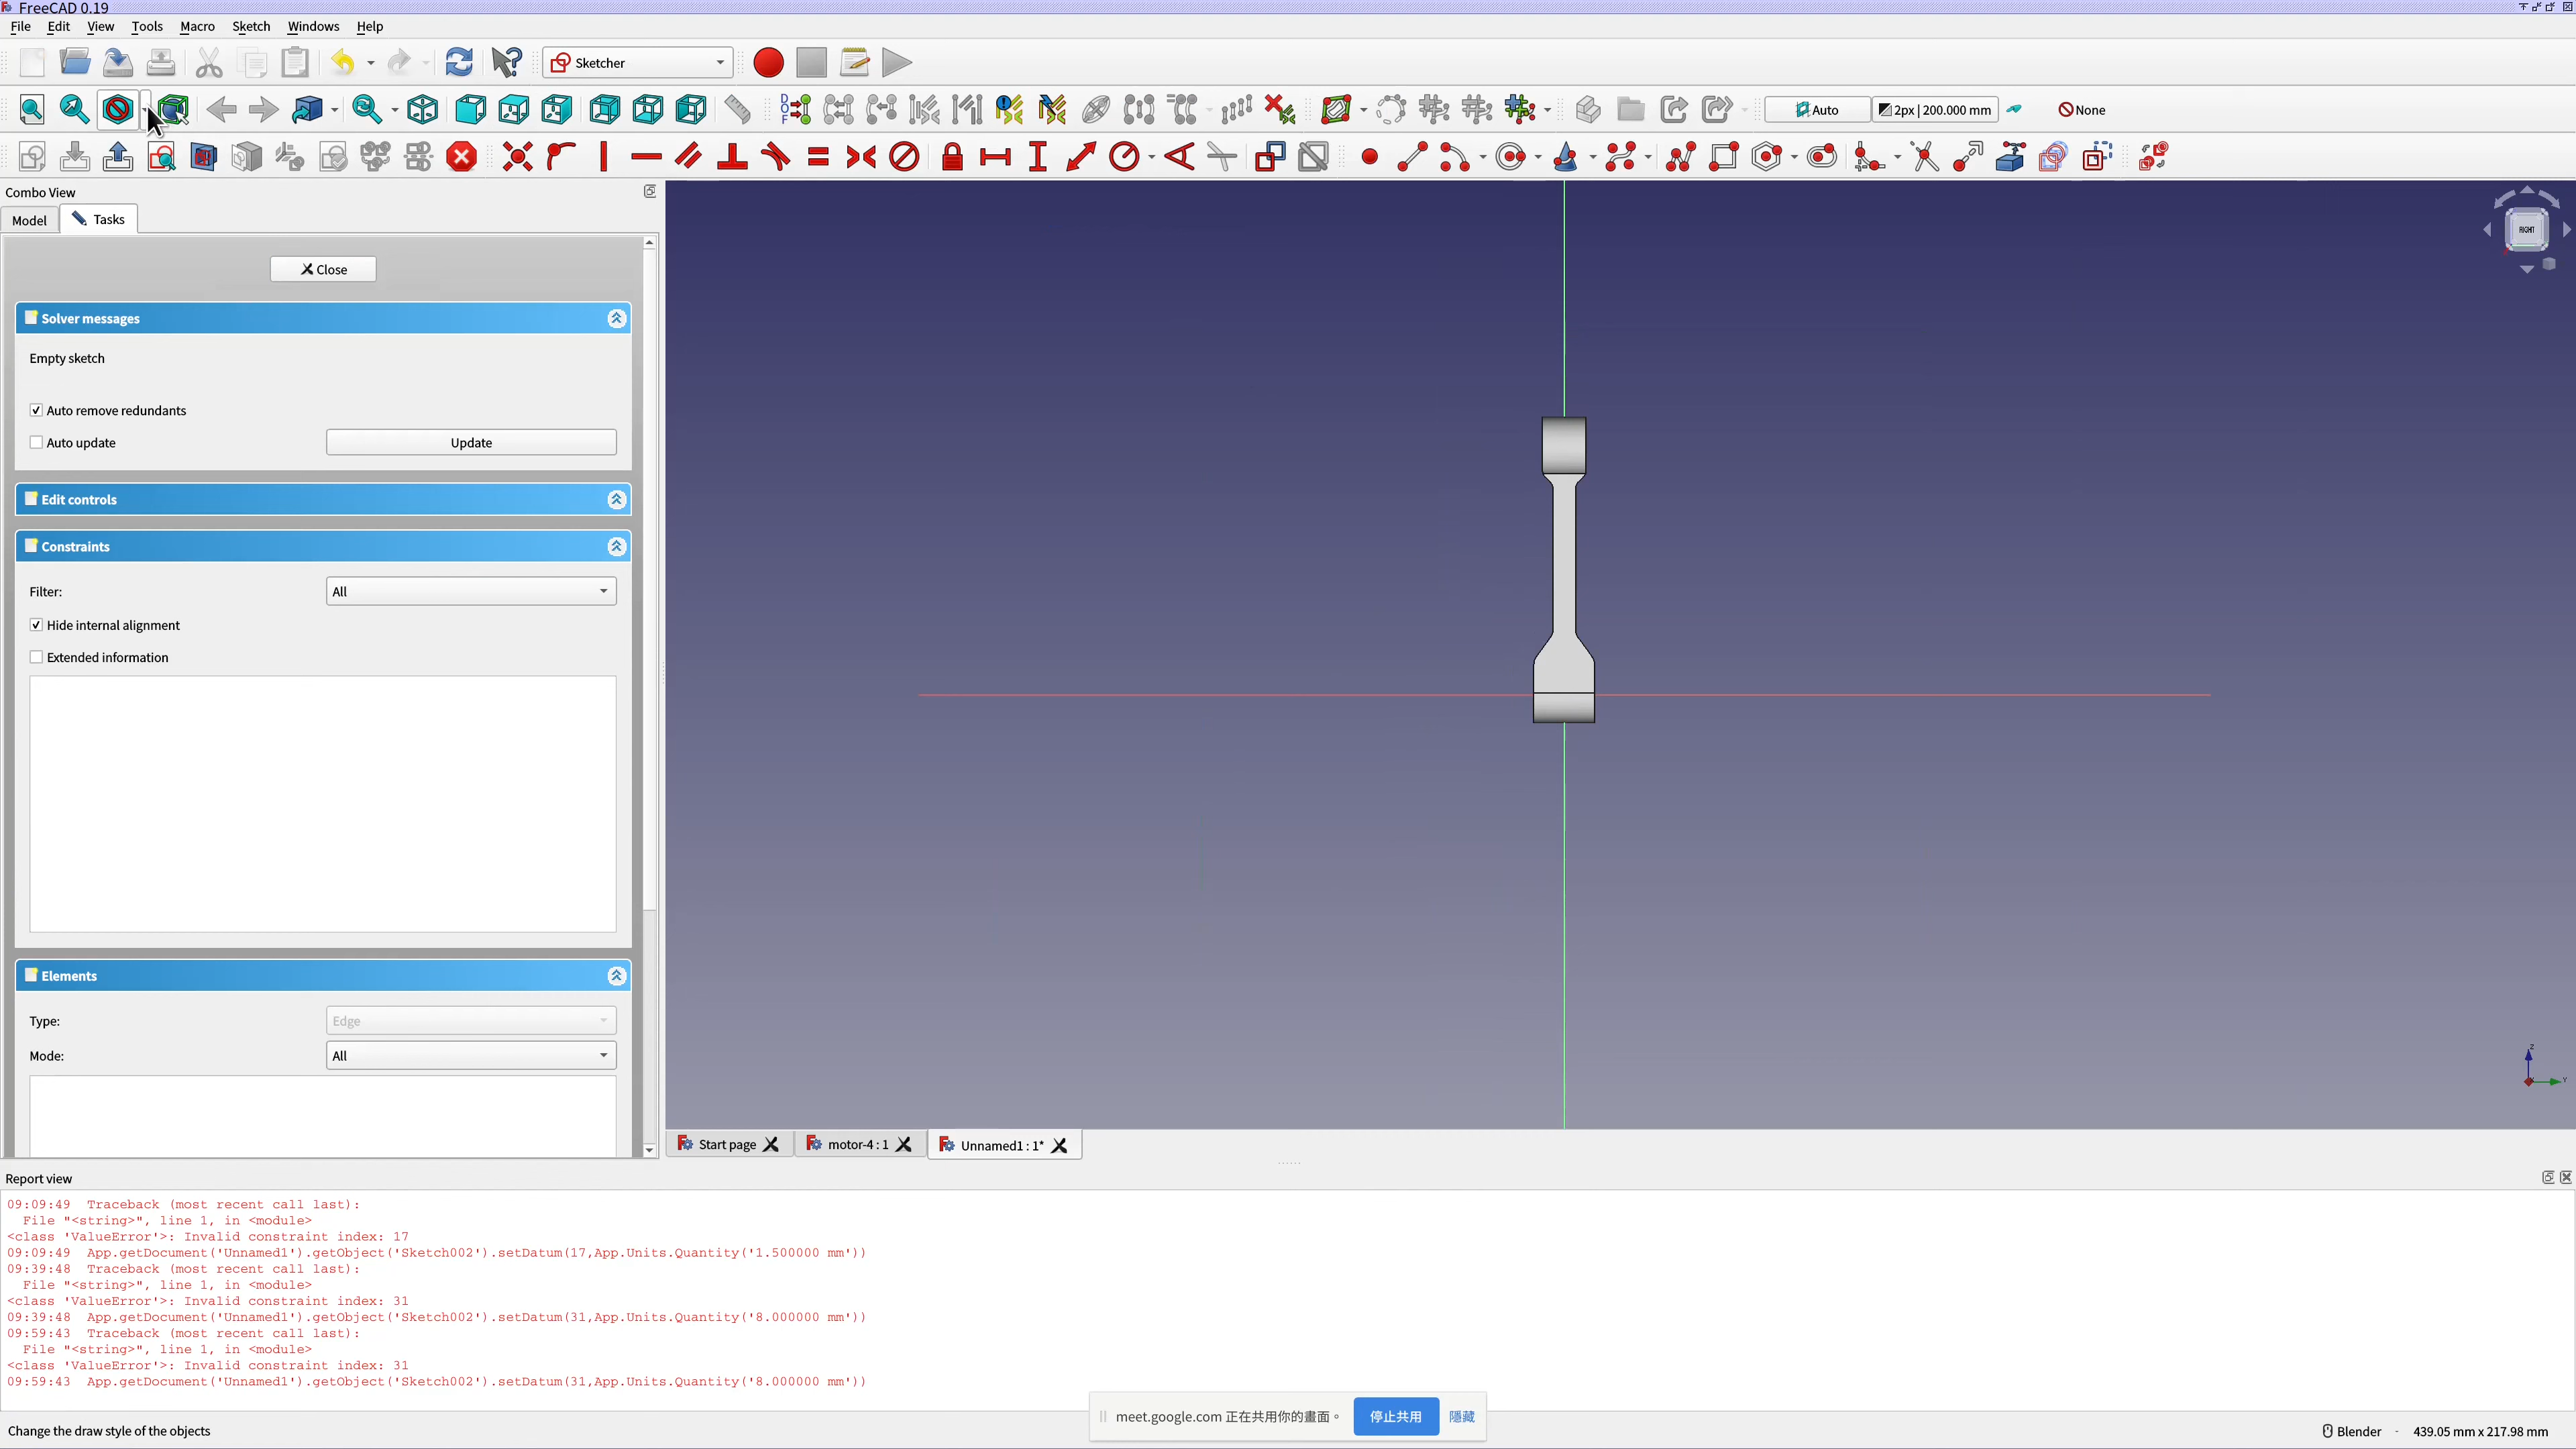 FreeCAD 0.19
File Edit View Tools Macro Sketch Windows Help
Sketcher
Auto 2px | 200.000 mm None
Combo View
Model Tasks
Close
Solver messages
Empty sketch
Auto remove redundants
Auto update Update
Edit controls
Constraints
Filter: All
Hide internal alignment
Extended information
Elements
Type: Edge
Mode: All
RIGHT
Z
Y
Start page motor-4 : 1 Unnamed1 : 1*
Report view
09:09:49  Traceback (most recent call last):
File "<string>", line 1, in <module>
<class 'ValueError'>: Invalid constraint index: 17
09:09:49  App.getDocument('Unnamed1').getObject('Sketch002').setDatum(17,App.Units.Quantity('1.500000 mm'))
09:39:48  Traceback (most recent call last):
File "<string>", line 1, in <module>
<class 'ValueError'>: Invalid constraint index: 31
09:39:48  App.getDocument('Unnamed1').getObject('Sketch002').setDatum(31,App.Units.Quantity('8.000000 mm'))
09:59:43  Traceback (most recent call last):
File "<string>", line 1, in <module>
<class 'ValueError'>: Invalid constraint index: 31
09:59:43  App.getDocument('Unnamed1').getObject('Sketch002').setDatum(31,App.Units.Quantity('8.000000 mm'))
meet.google.com 正在共用你的畫面。 停止共用 隱藏
Change the draw style of the objects Blender - 439.05 mm x 217.98 mm